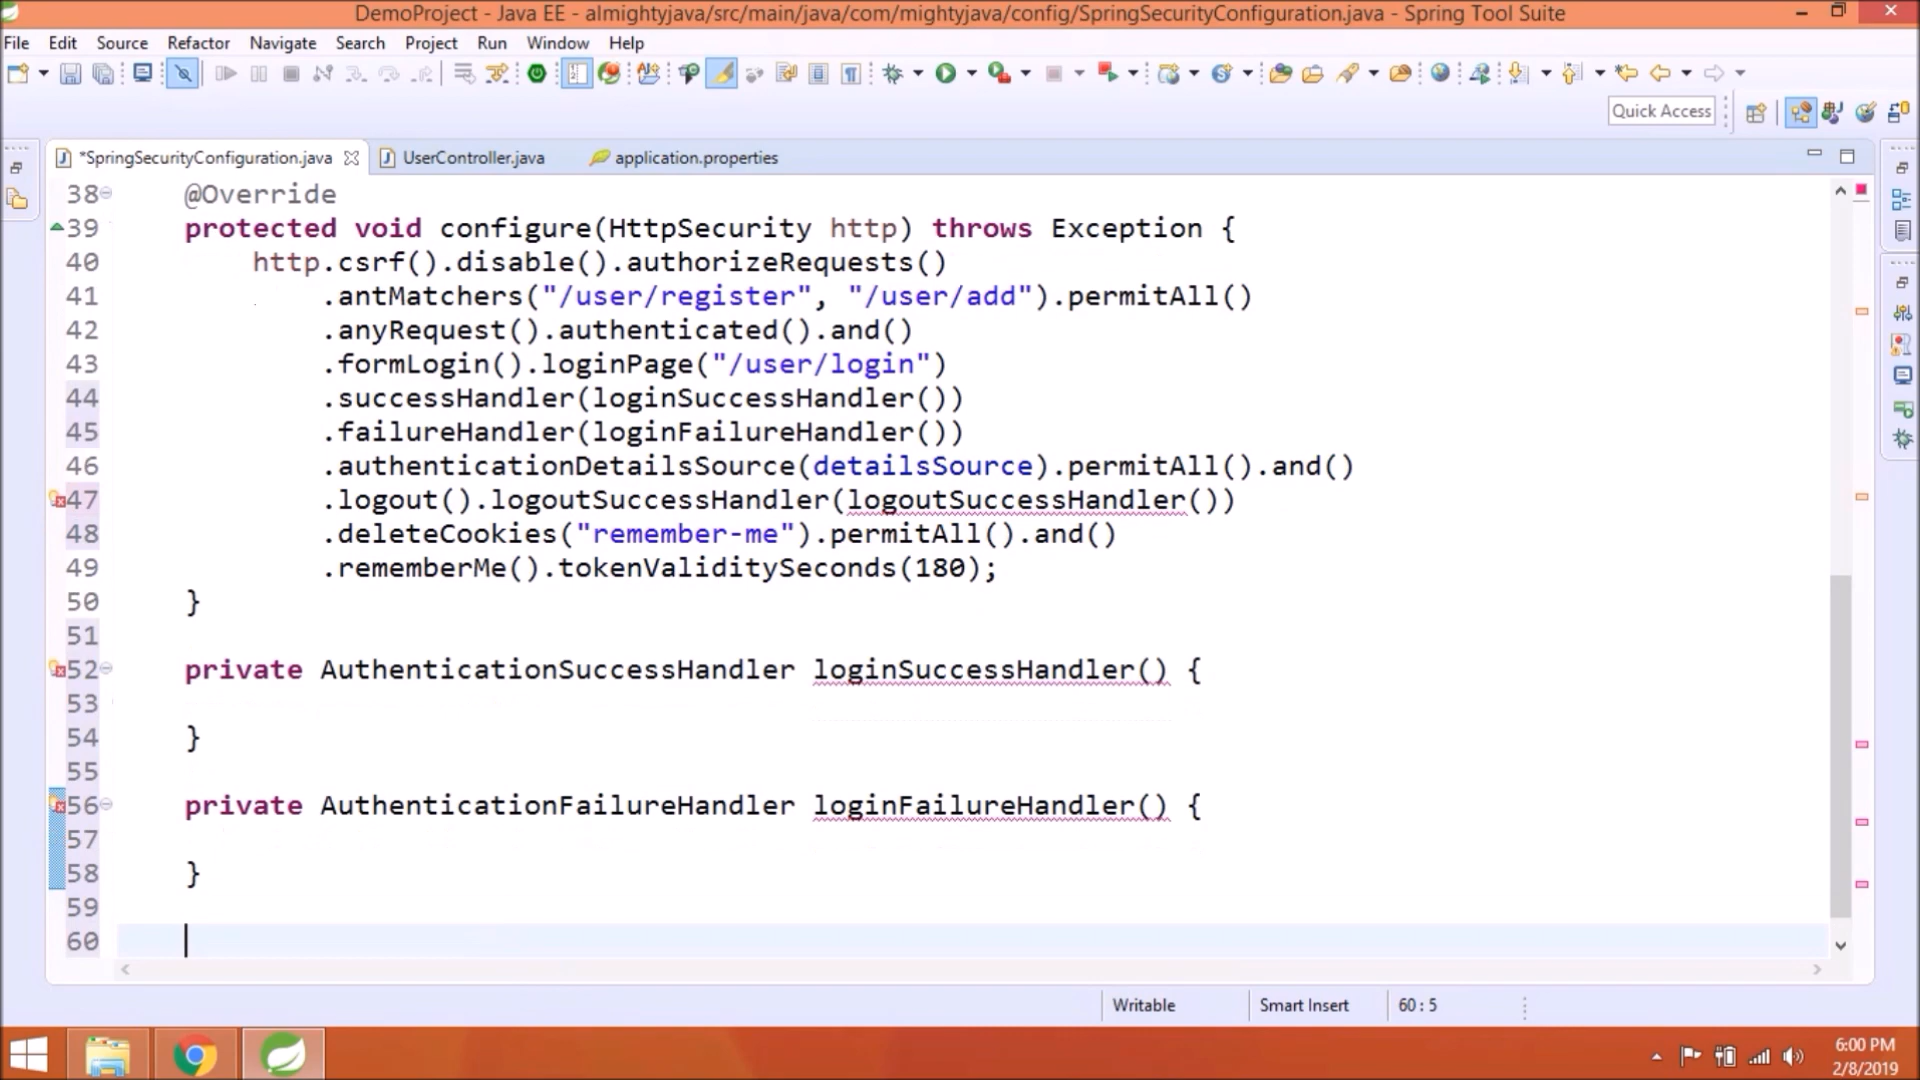 DemoProject - Java EE - almightyjava/src/main/java/com/mightyjava/config/SpringSecurityConfiguration.java - Spring Tool Suite
File Edit Source Refactor Navigate Search Project Run Window Help
Quick Access
*SpringSecurityConfiguration.java UserController.java application.properties
38 @Override
39 protected void configure(HttpSecurity http) throws Exception {
40 http.csrf().disable().authorizeRequests()
41 .antMatchers("/user/register", "/user/add").permitAll()
42 .anyRequest().authenticated().and()
43 .formLogin().loginPage("/user/login")
44 .successHandler(loginSuccessHandler())
45 .failureHandler(loginFailureHandler())
46 .authenticationDetailsSource(detailsSource).permitAll().and()
47 .logout().logoutSuccessHandler(logoutSuccessHandler())
48 .deleteCookies("remember-me").permitAll().and()
49 .rememberMe().tokenValiditySeconds(180);
50 }
51
52 private AuthenticationSuccessHandler loginSuccessHandler() {
53
54 }
55
56 private AuthenticationFailureHandler loginFailureHandler() {
57
58 }
59
60
Writable Smart Insert 60 : 5
6:00 PM
2/8/2019